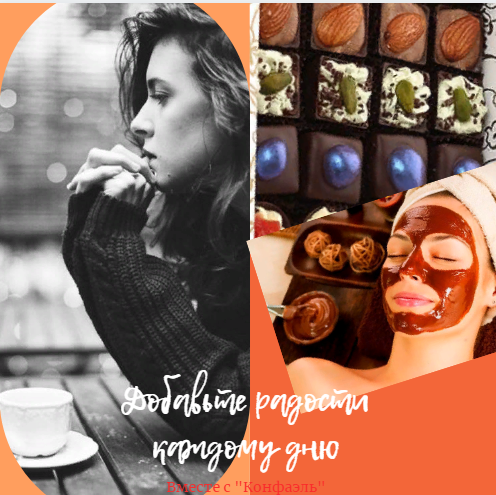 Добавьте радости
каждому дню
Вместе с "Конфаэль"